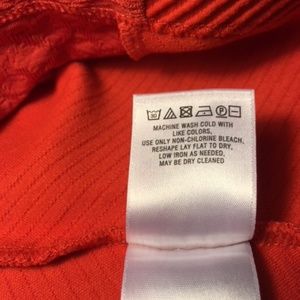 MACHINE WASH COLD WITH
LIKE COLORS,
USE ONLY NON-CHLORINE BLEACH,
RESHAPE LAY FLAT TO DRY,
LOW IRON AS NEEDED,
MAY BE DRY CLEANED